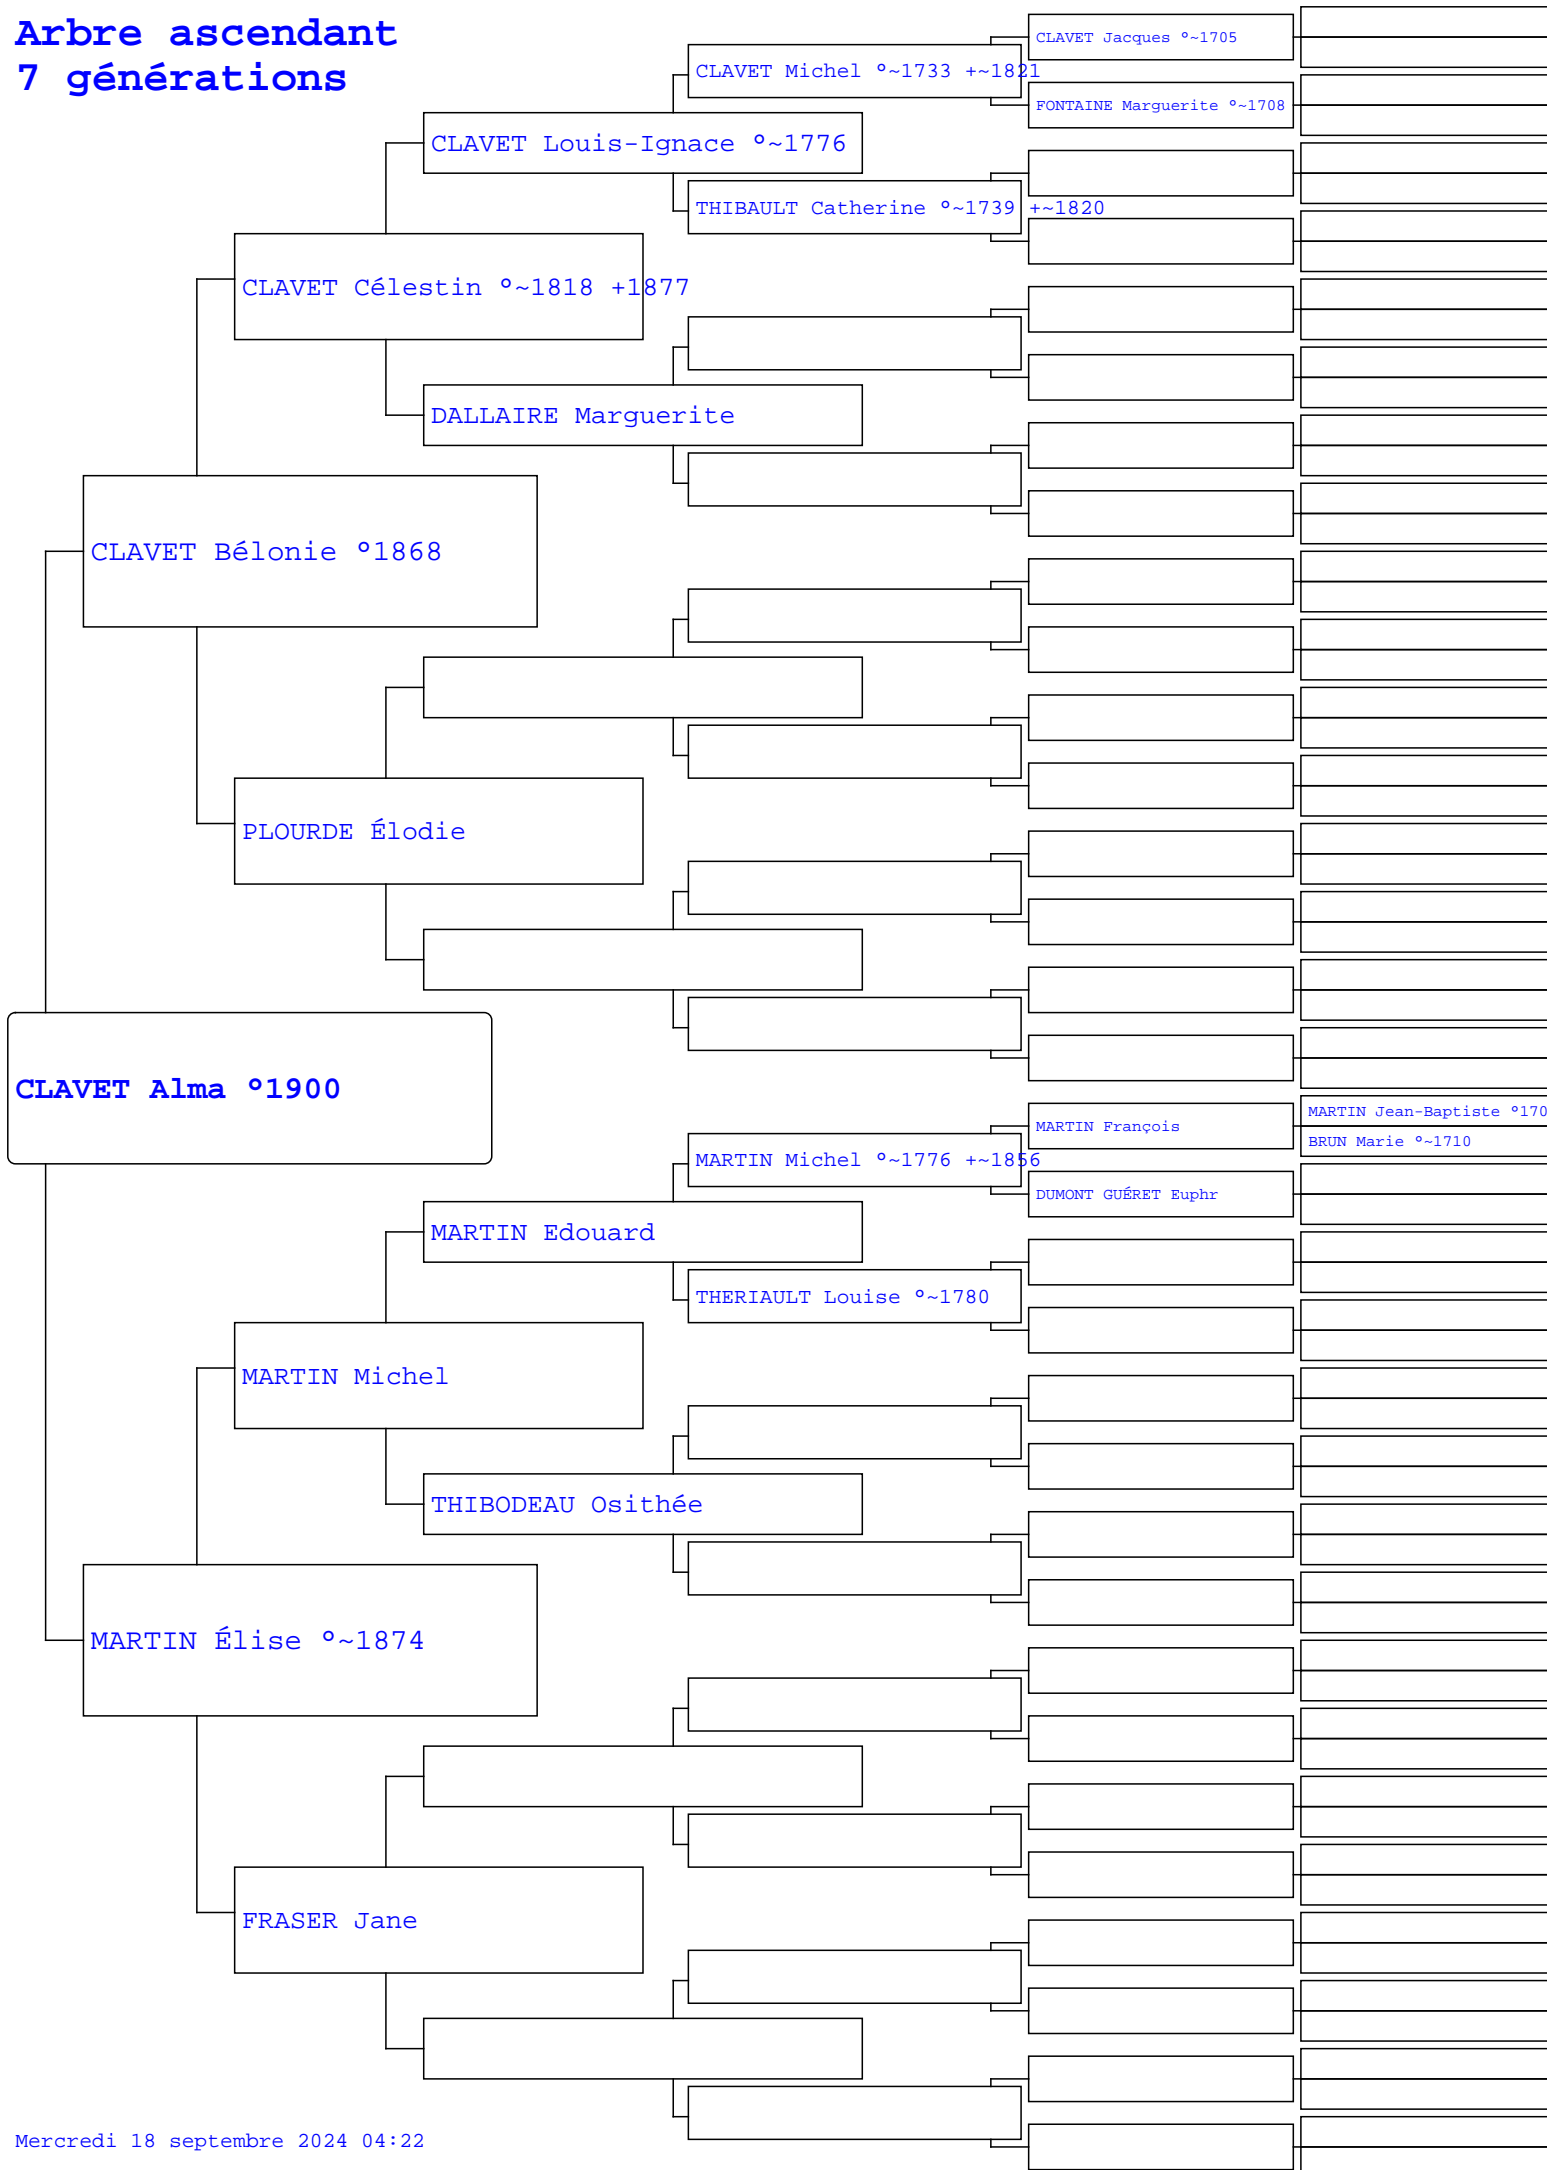 Arbre ascendant
7 générations
CLAVET Jacques °~1705
CLAVET Michel °~1733 +~1821
FONTAINE Marguerite °~1708
CLAVET Louis-Ignace °~1776
THIBAULT Catherine °~1739 +~1820
CLAVET Célestin °~1818 +1877
DALLAIRE Marguerite
CLAVET Bélonie °1868
PLOURDE Élodie
CLAVET Alma °1900
MARTIN Jean-Baptiste °170
MARTIN François
BRUN Marie °~1710
MARTIN Michel °~1776 +~1856
DUMONT GUÉRET Euphr
MARTIN Edouard
THERIAULT Louise °~1780
MARTIN Michel
THIBODEAU Osithée
MARTIN Élise °~1874
FRASER Jane
Mercredi 18 septembre 2024 04:22